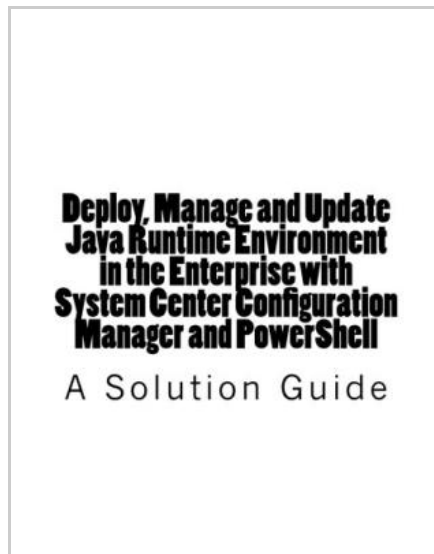 Deploy, Manage and Update
Java Runtime Environment
in the Enterprise with
System Center Configuration
Manager and PowerShell
A Solution Guide